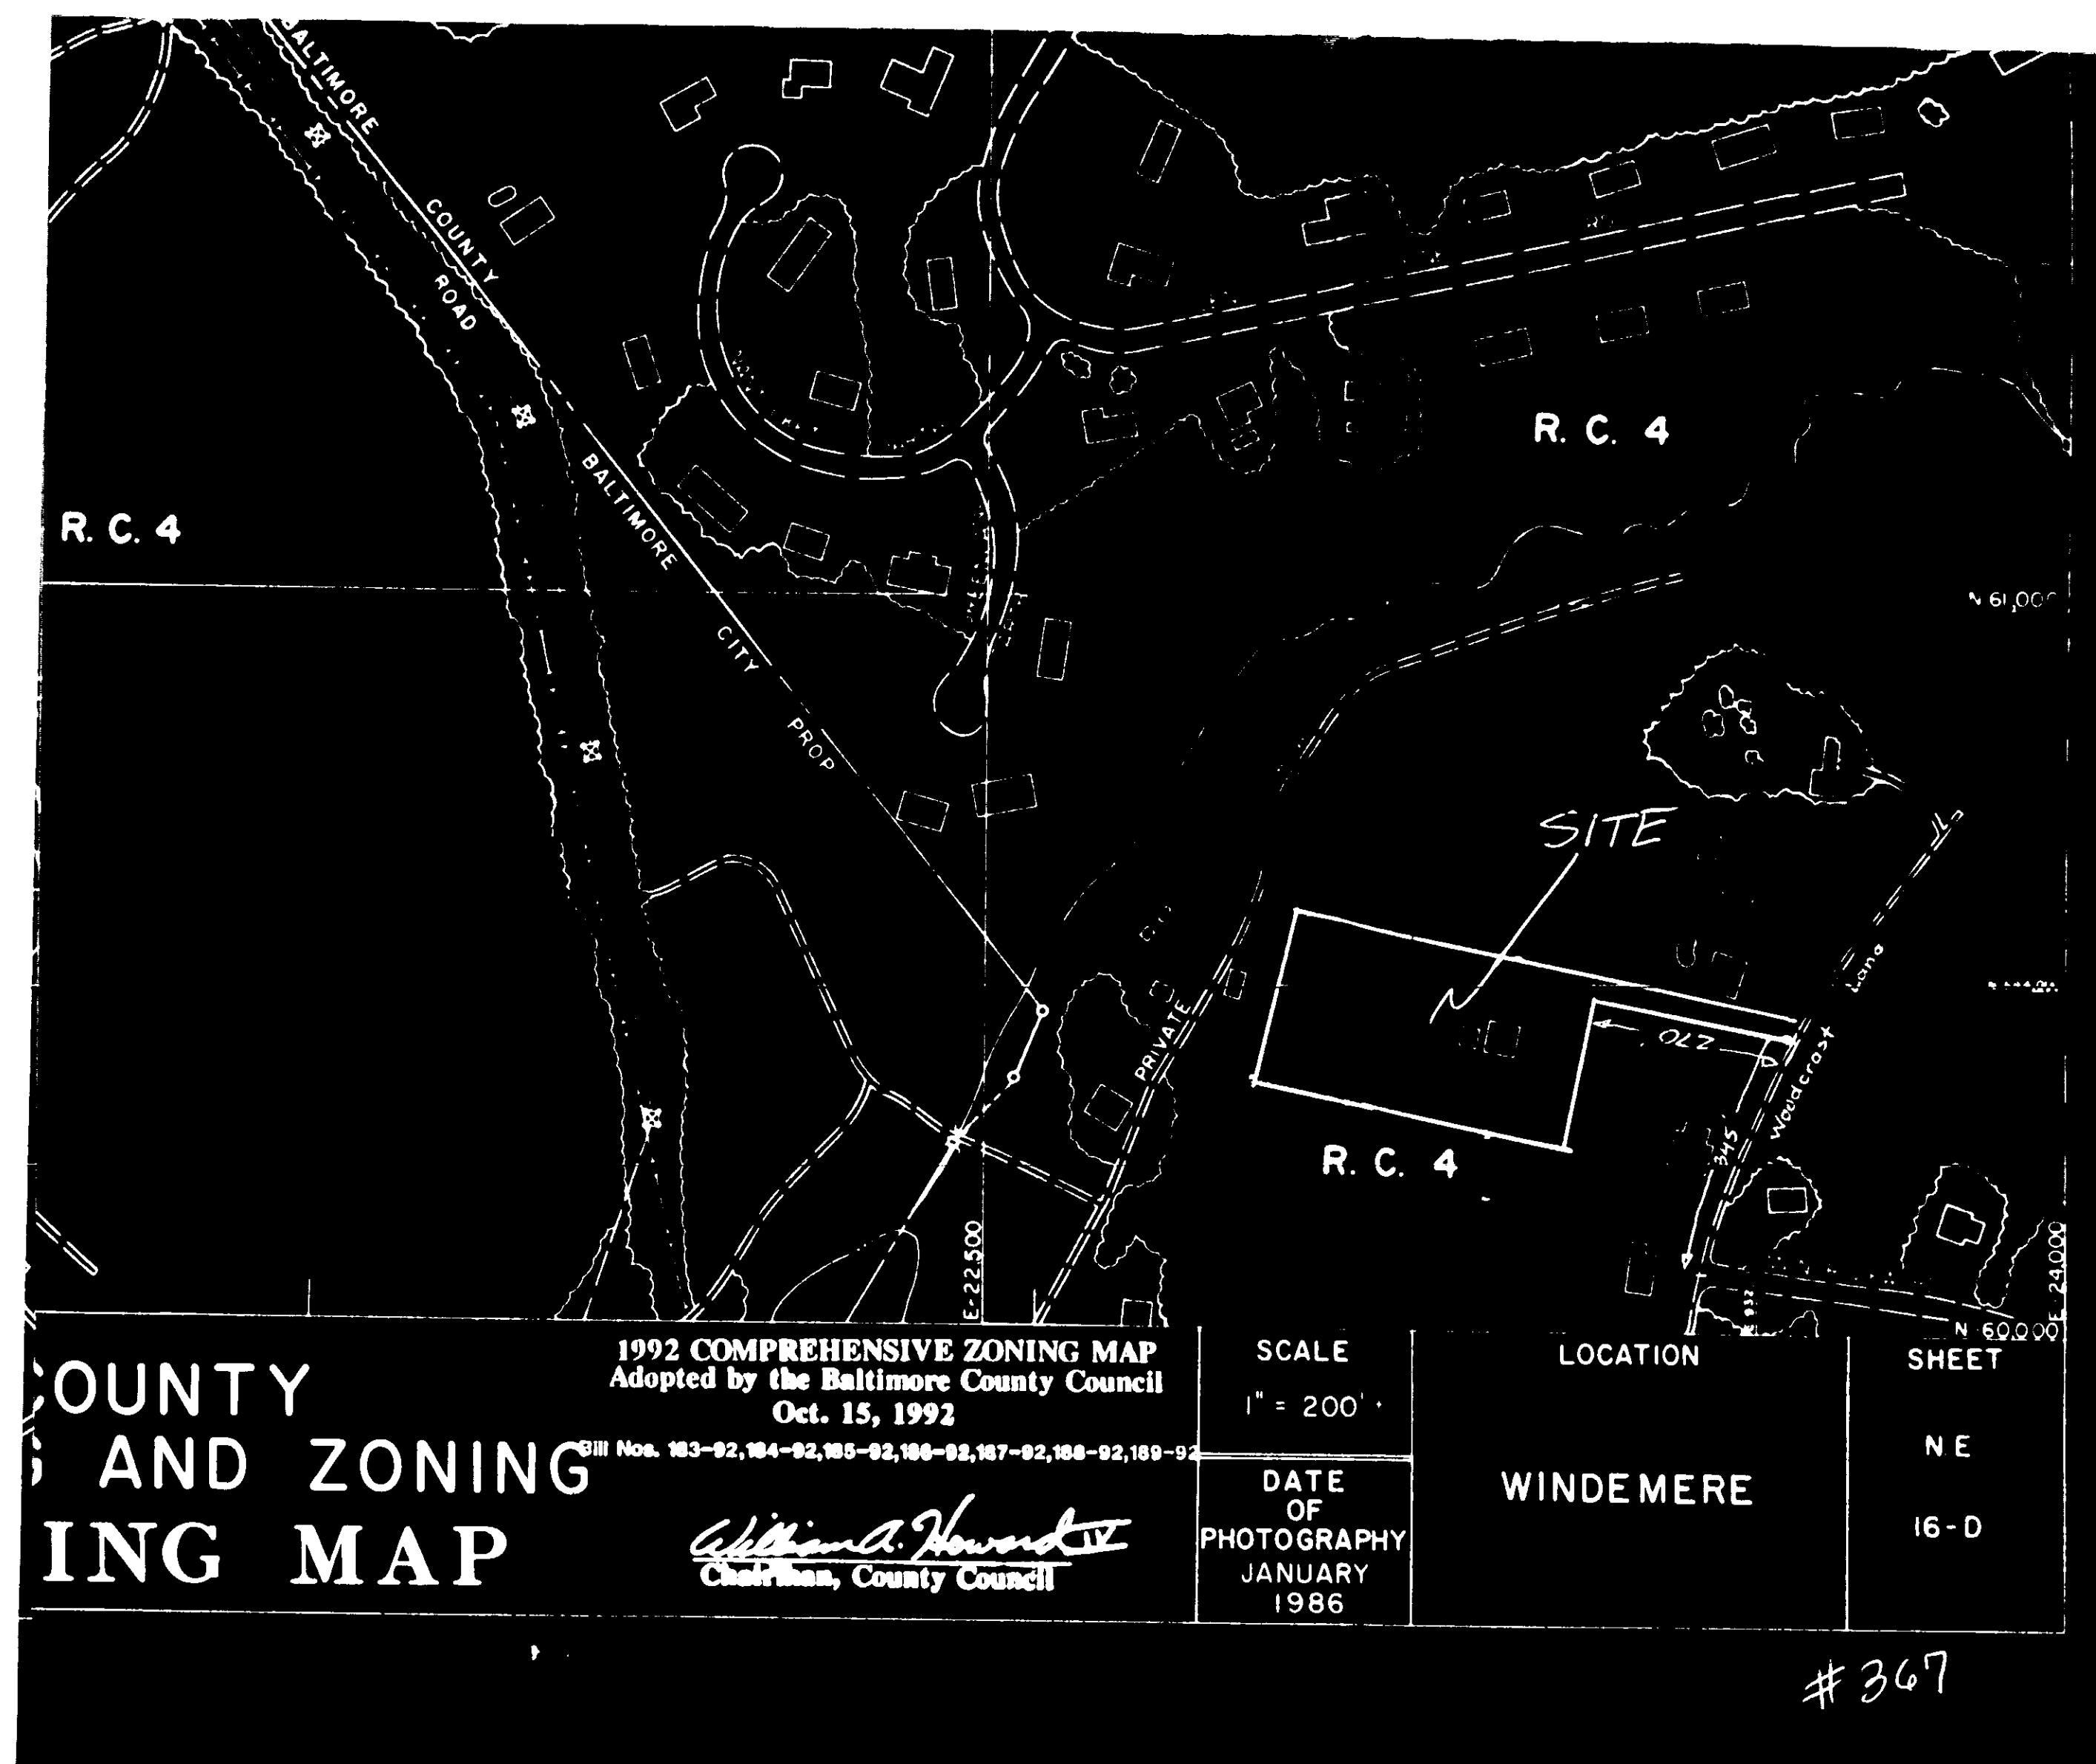 BALTIMORE
COUNTY
ROAD
BALTIMORE
CITY
PROP
R. C. 4
R. C. 4
N 61,000
SITE
Lane
270'
Woodcrest
PRIVATE
345'
R. C. 4
E-22,500
E 24,000
N 60,000
OUNTY
AND ZONING
ING MAP
1992 COMPREHENSIVE ZONING MAP
Adopted by the Baltimore County Council
Oct. 15, 1992
Bill Nos. 183-92,184-92,185-92,186-92,187-92,188-92,189-92
William A. Howard IV
Chairman, County Council
SCALE
1" = 200'
DATE
OF
PHOTOGRAPHY
JANUARY
1986
LOCATION
WINDEMERE
SHEET
N E
16-D
#367